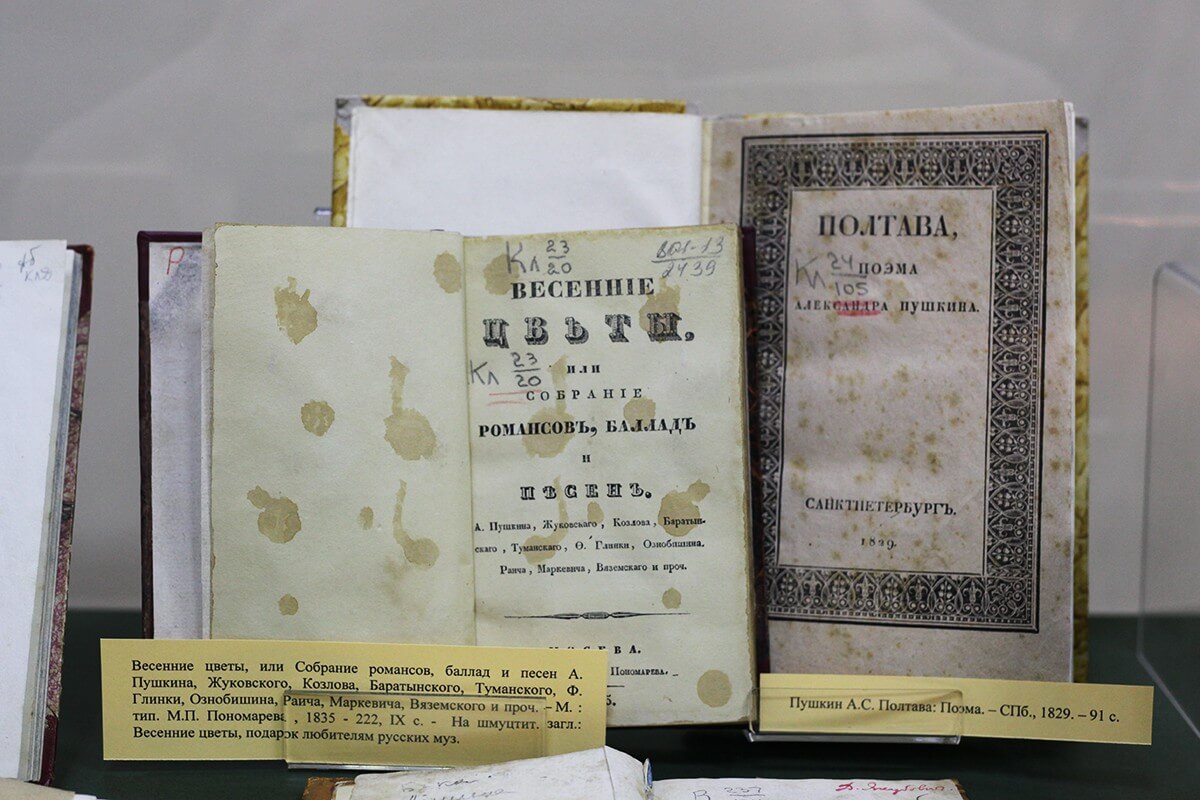 ПОЛТАВА,
Кл 24/105
ПОЭМА
АЛЕКСАНДРА ПУШКИНА.
САНКТПЕТЕРБУРГЪ.
1829.
Кл 23/20
2439
ВЕСЕННІЕ
ЦВѢТЫ,
ИЛИ
Кл 23/20
СОБРАНІЕ
РОМАНСОВЪ, БАЛЛАДЪ
И
ПѢСЕНЪ.
А. Пушкина, Жуковскаго, Козлова, Баратын-
скаго, Туманскаго, Ѳ. Глинки, Ознобишина.
Раича, Маркевича, Вяземскаго и проч.
Пономарева.
Р
Весенние цветы, или Собрание романсов, баллад и песен А.
Пушкина, Жуковского, Козлова, Баратынского, Туманского, Ф.
Глинки, Ознобишина, Раича, Маркевича, Вяземского и проч. – М. :
тип. М.П. Пономарева , 1835 - 222, IX с. - На шмуцтит. загл.:
Весенние цветы, подарок любителям русских муз.
Пушкин А.С. Полтава: Поэма. – СПб., 1829. – 91 с.